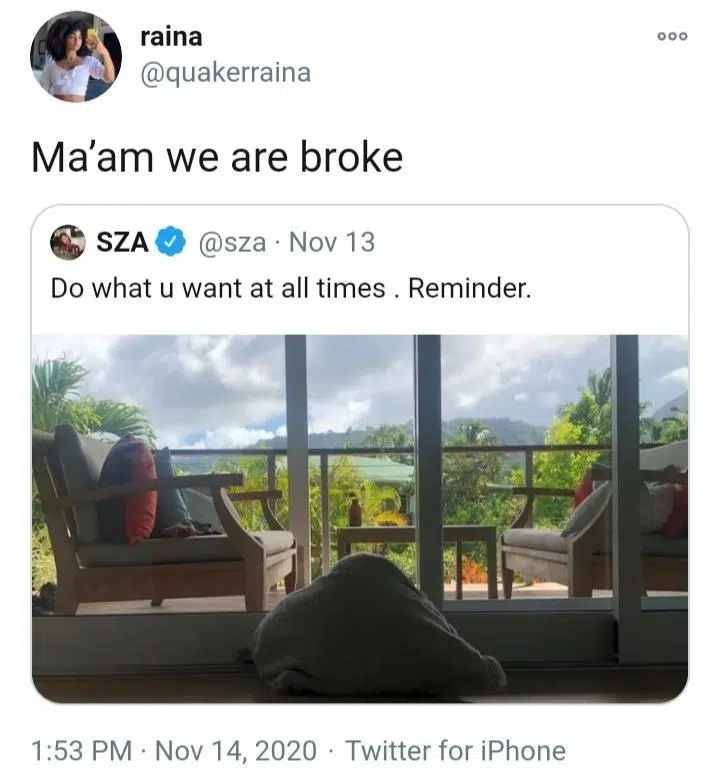 raina
@quakerraina
Ma’am we are broke
SZA @sza · Nov 13
Do what u want at all times . Reminder.
1:53 PM · Nov 14, 2020 · Twitter for iPhone